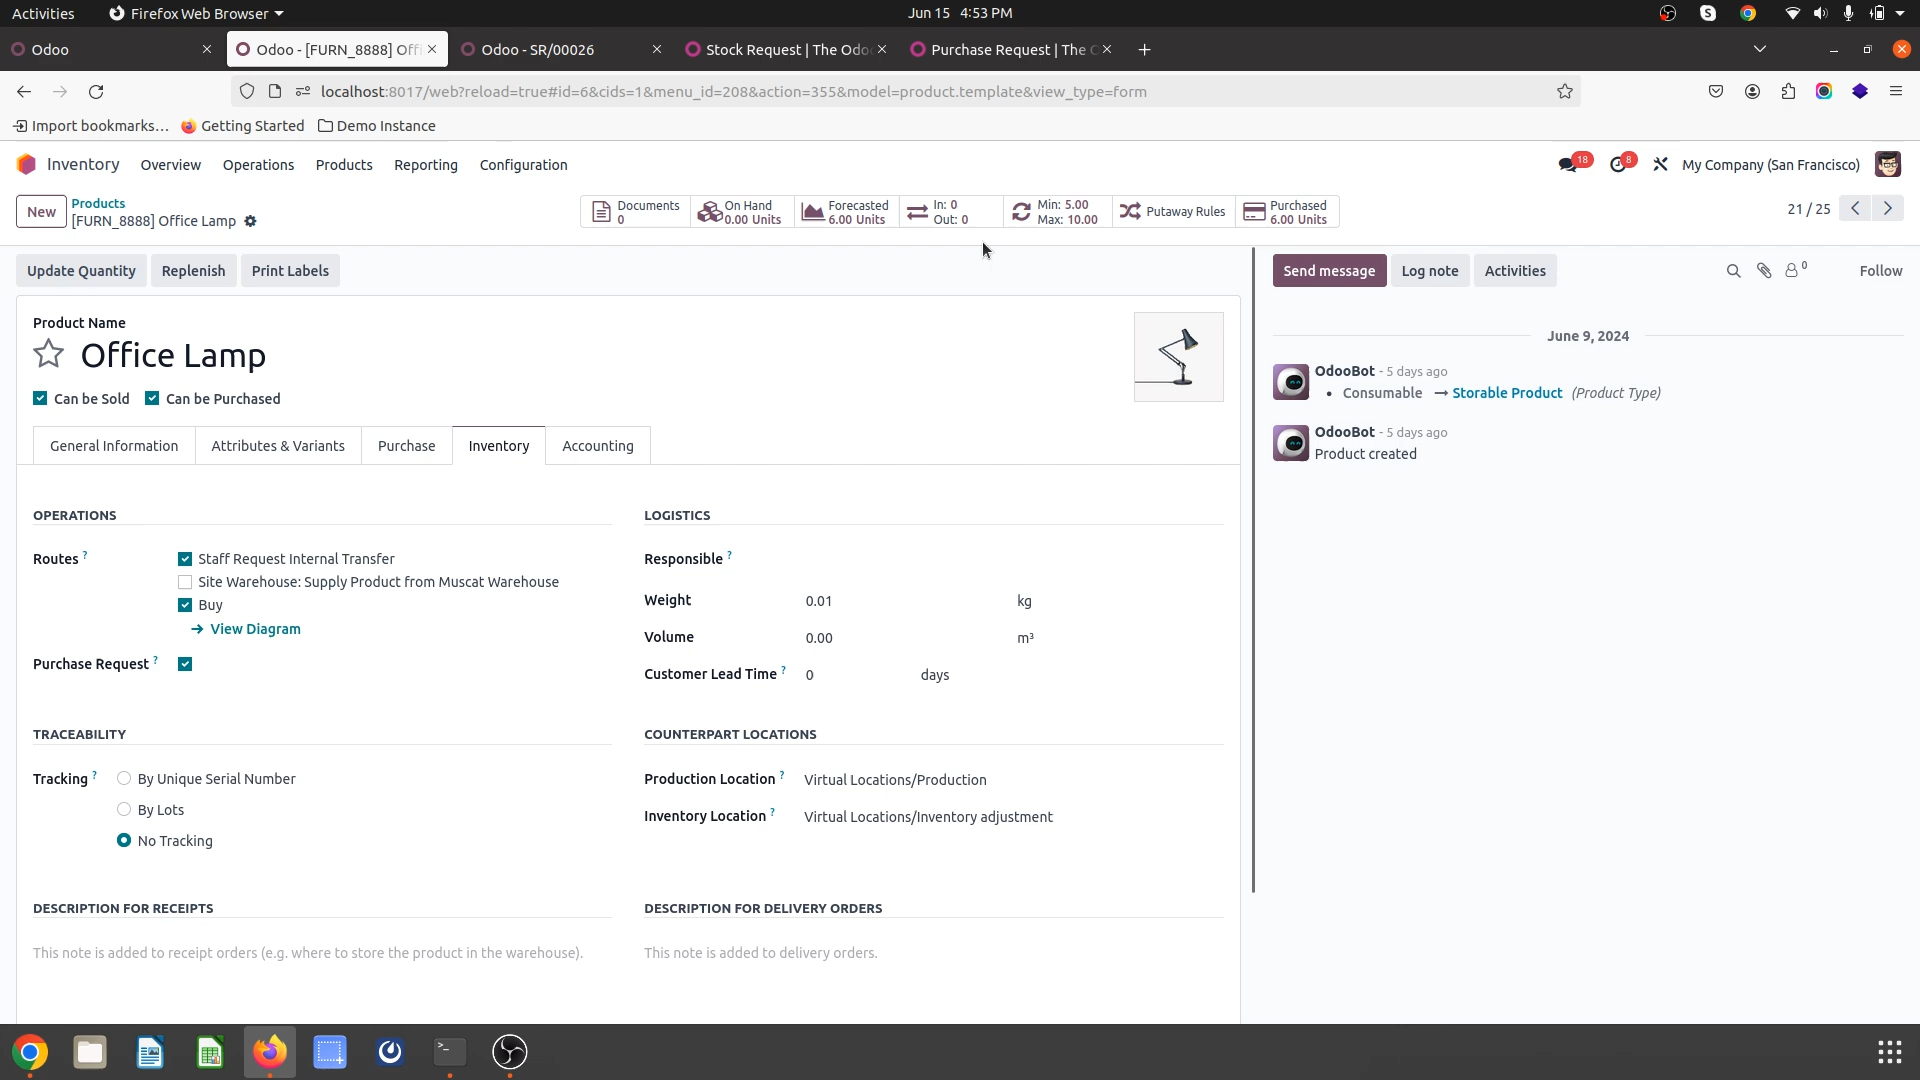 Activities Firefox Web Browser Jun 15 4:53 PM
Odoo Odoo - [FURN_8888] Offi Odoo - SR/00026 Stock Request | The Odo Purchase Request | The
localhost:8017/web?reload=true#id=6&cids=1&menu_id=208&action=355&model=product.template&view_type=form
Import bookmarks... Getting Started Demo Instance
Inventory Overview Operations Products Reporting Configuration 18 8 My Company (San Francisco)
New Products
[FURN_8888] Office Lamp
Documents 0
On Hand 0.00 Units
Forecasted 6.00 Units
In: 0 Out: 0
Min: 5.00 Max: 10.00
Putaway Rules
Purchased 6.00 Units
21 / 25
Update Quantity Replenish Print Labels
Send message Log note Activities 0 Follow
Product Name
Office Lamp
Can be Sold Can be Purchased
General Information Attributes & Variants Purchase Inventory Accounting
OPERATIONS
Routes ? Staff Request Internal Transfer
Site Warehouse: Supply Product from Muscat Warehouse
Buy
→ View Diagram
Purchase Request ?
LOGISTICS
Responsible ?
Weight 0.01 kg
Volume 0.00 m³
Customer Lead Time ? 0 days
TRACEABILITY
Tracking ? By Unique Serial Number
By Lots
No Tracking
COUNTERPART LOCATIONS
Production Location ? Virtual Locations/Production
Inventory Location ? Virtual Locations/Inventory adjustment
DESCRIPTION FOR RECEIPTS
This note is added to receipt orders (e.g. where to store the product in the warehouse).
DESCRIPTION FOR DELIVERY ORDERS
This note is added to delivery orders.
June 9, 2024
OdooBot - 5 days ago
• Consumable → Storable Product (Product Type)
OdooBot - 5 days ago
Product created